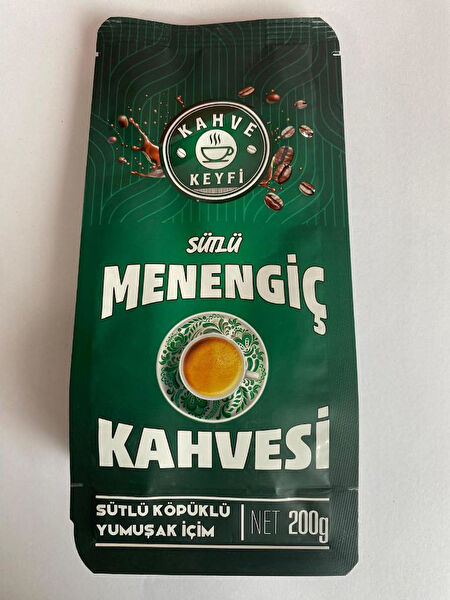 KAHVE
KEYFİ
SÜTLÜ
MENENGİÇ
KAHVESİ
SÜTLÜ KÖPÜKLÜ
YUMUŞAK İÇİM
NET 200g